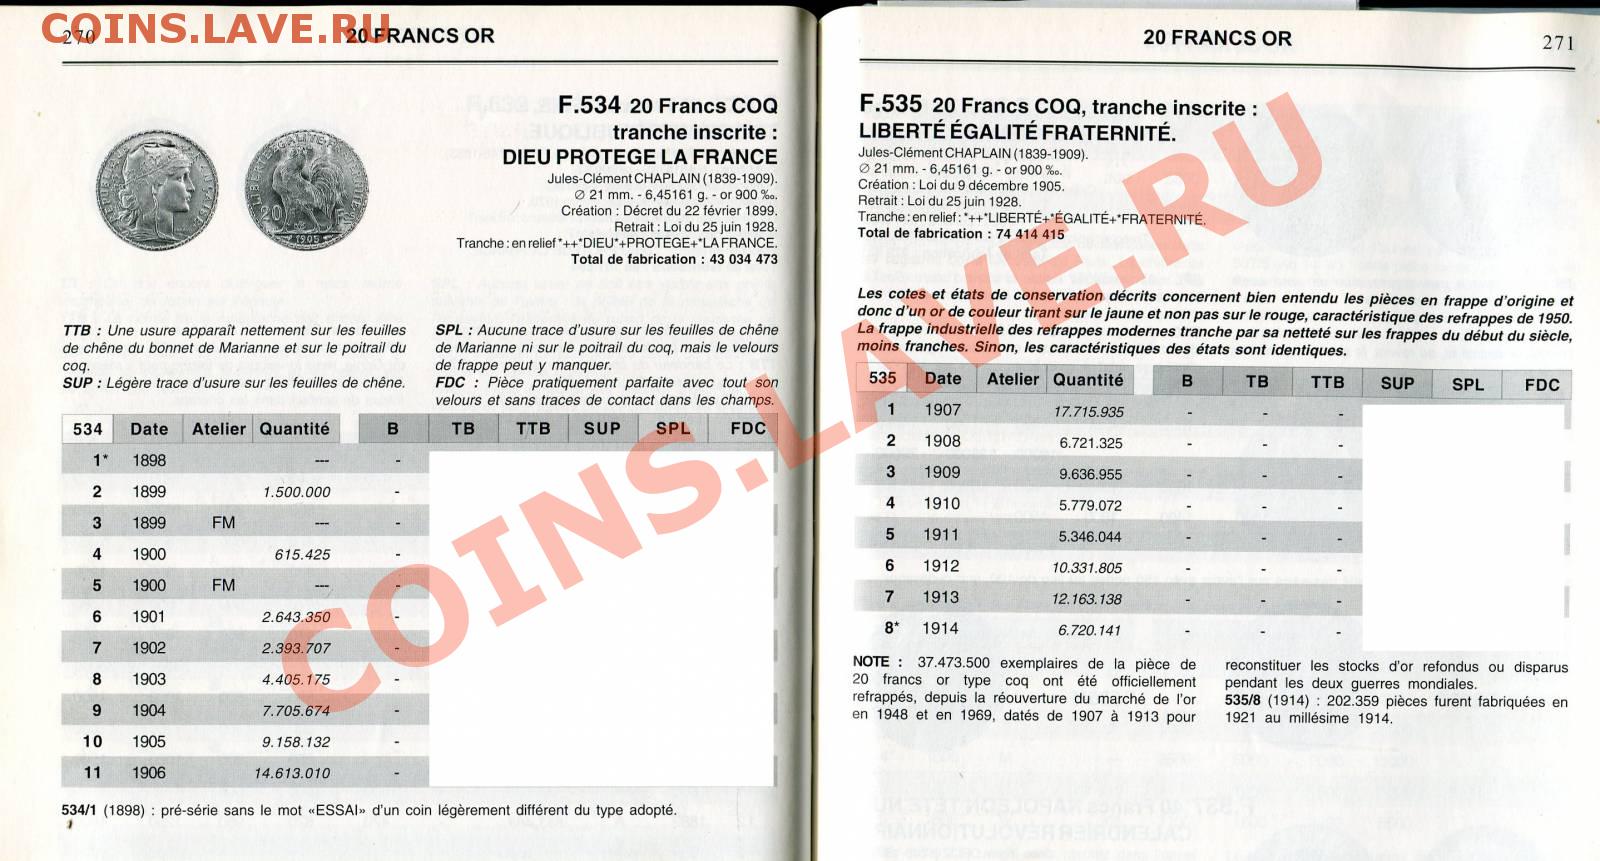 COINS.LAVE.RU
270
20 FRANCS OR
F.534 20 Francs COQ
tranche inscrite :
DIEU PROTEGE LA FRANCE
Jules-Clément CHAPLAIN (1839-1909).
∅ 21 mm. - 6,45161 g. - or 900 ‰.
Création : Décret du 22 février 1899.
Retrait : Loi du 25 juin 1928.
Tranche : en relief *++*DIEU*+PROTEGE+*LA FRANCE.
Total de fabrication : 43 034 473
TTB : Une usure apparaît nettement sur les feuilles
de chêne du bonnet de Marianne et sur le poitrail du
coq.
SUP : Légère trace d'usure sur les feuilles de chêne.
SPL : Aucune trace d'usure sur les feuilles de chêne
de Marianne ni sur le poitrail du coq, mais le velours
de frappe peut y manquer.
FDC : Pièce pratiquement parfaite avec tout son
velours et sans traces de contact dans les champs.
534 Date Atelier Quantité B TB TTB SUP SPL FDC
1* 1898 --- -
2 1899 1.500.000 -
3 1899 FM --- -
4 1900 615.425 -
5 1900 FM --- -
6 1901 2.643.350 -
7 1902 2.393.707 -
8 1903 4.405.175 -
9 1904 7.705.674 -
10 1905 9.158.132 -
11 1906 14.613.010 -
534/1 (1898) : pré-série sans le mot «ESSAI» d'un coin légèrement différent du type adopté.
20 FRANCS OR
271
F.535 20 Francs COQ, tranche inscrite :
LIBERTÉ ÉGALITÉ FRATERNITÉ.
Jules-Clément CHAPLAIN (1839-1909).
∅ 21 mm. - 6,45161 g. - or 900 ‰.
Création : Loi du 9 décembre 1905.
Retrait : Loi du 25 juin 1928.
Tranche : en relief : *++*LIBERTÉ+*ÉGALITÉ+*FRATERNITÉ.
Total de fabrication : 74 414 415
Les cotes et états de conservation décrits concernent bien entendu les pièces en frappe d'origine et
donc d'un or de couleur tirant sur le jaune et non pas sur le rouge, caractéristique des refrappes de 1950.
La frappe industrielle des refrappes modernes tranche par sa netteté sur les frappes du début du siècle,
moins franches. Sinon, les caractéristiques des états sont identiques.
535 Date Atelier Quantité B TB TTB SUP SPL FDC
1 1907 17.715.935 - - -
2 1908 6.721.325 - - -
3 1909 9.636.955 - - -
4 1910 5.779.072 - - -
5 1911 5.346.044 - - -
6 1912 10.331.805 - - -
7 1913 12.163.138 - - -
8* 1914 6.720.141 - - -
NOTE : 37.473.500 exemplaires de la pièce de
20 francs or type coq ont été officiellement
refrappés, depuis la réouverture du marché de l'or
en 1948 et en 1969, datés de 1907 à 1913 pour
reconstituer les stocks d'or refondus ou disparus
pendant les deux guerres mondiales.
535/8 (1914) : 202.359 pièces furent fabriquées en
1921 au millésime 1914.
COINS.LAVE.RU